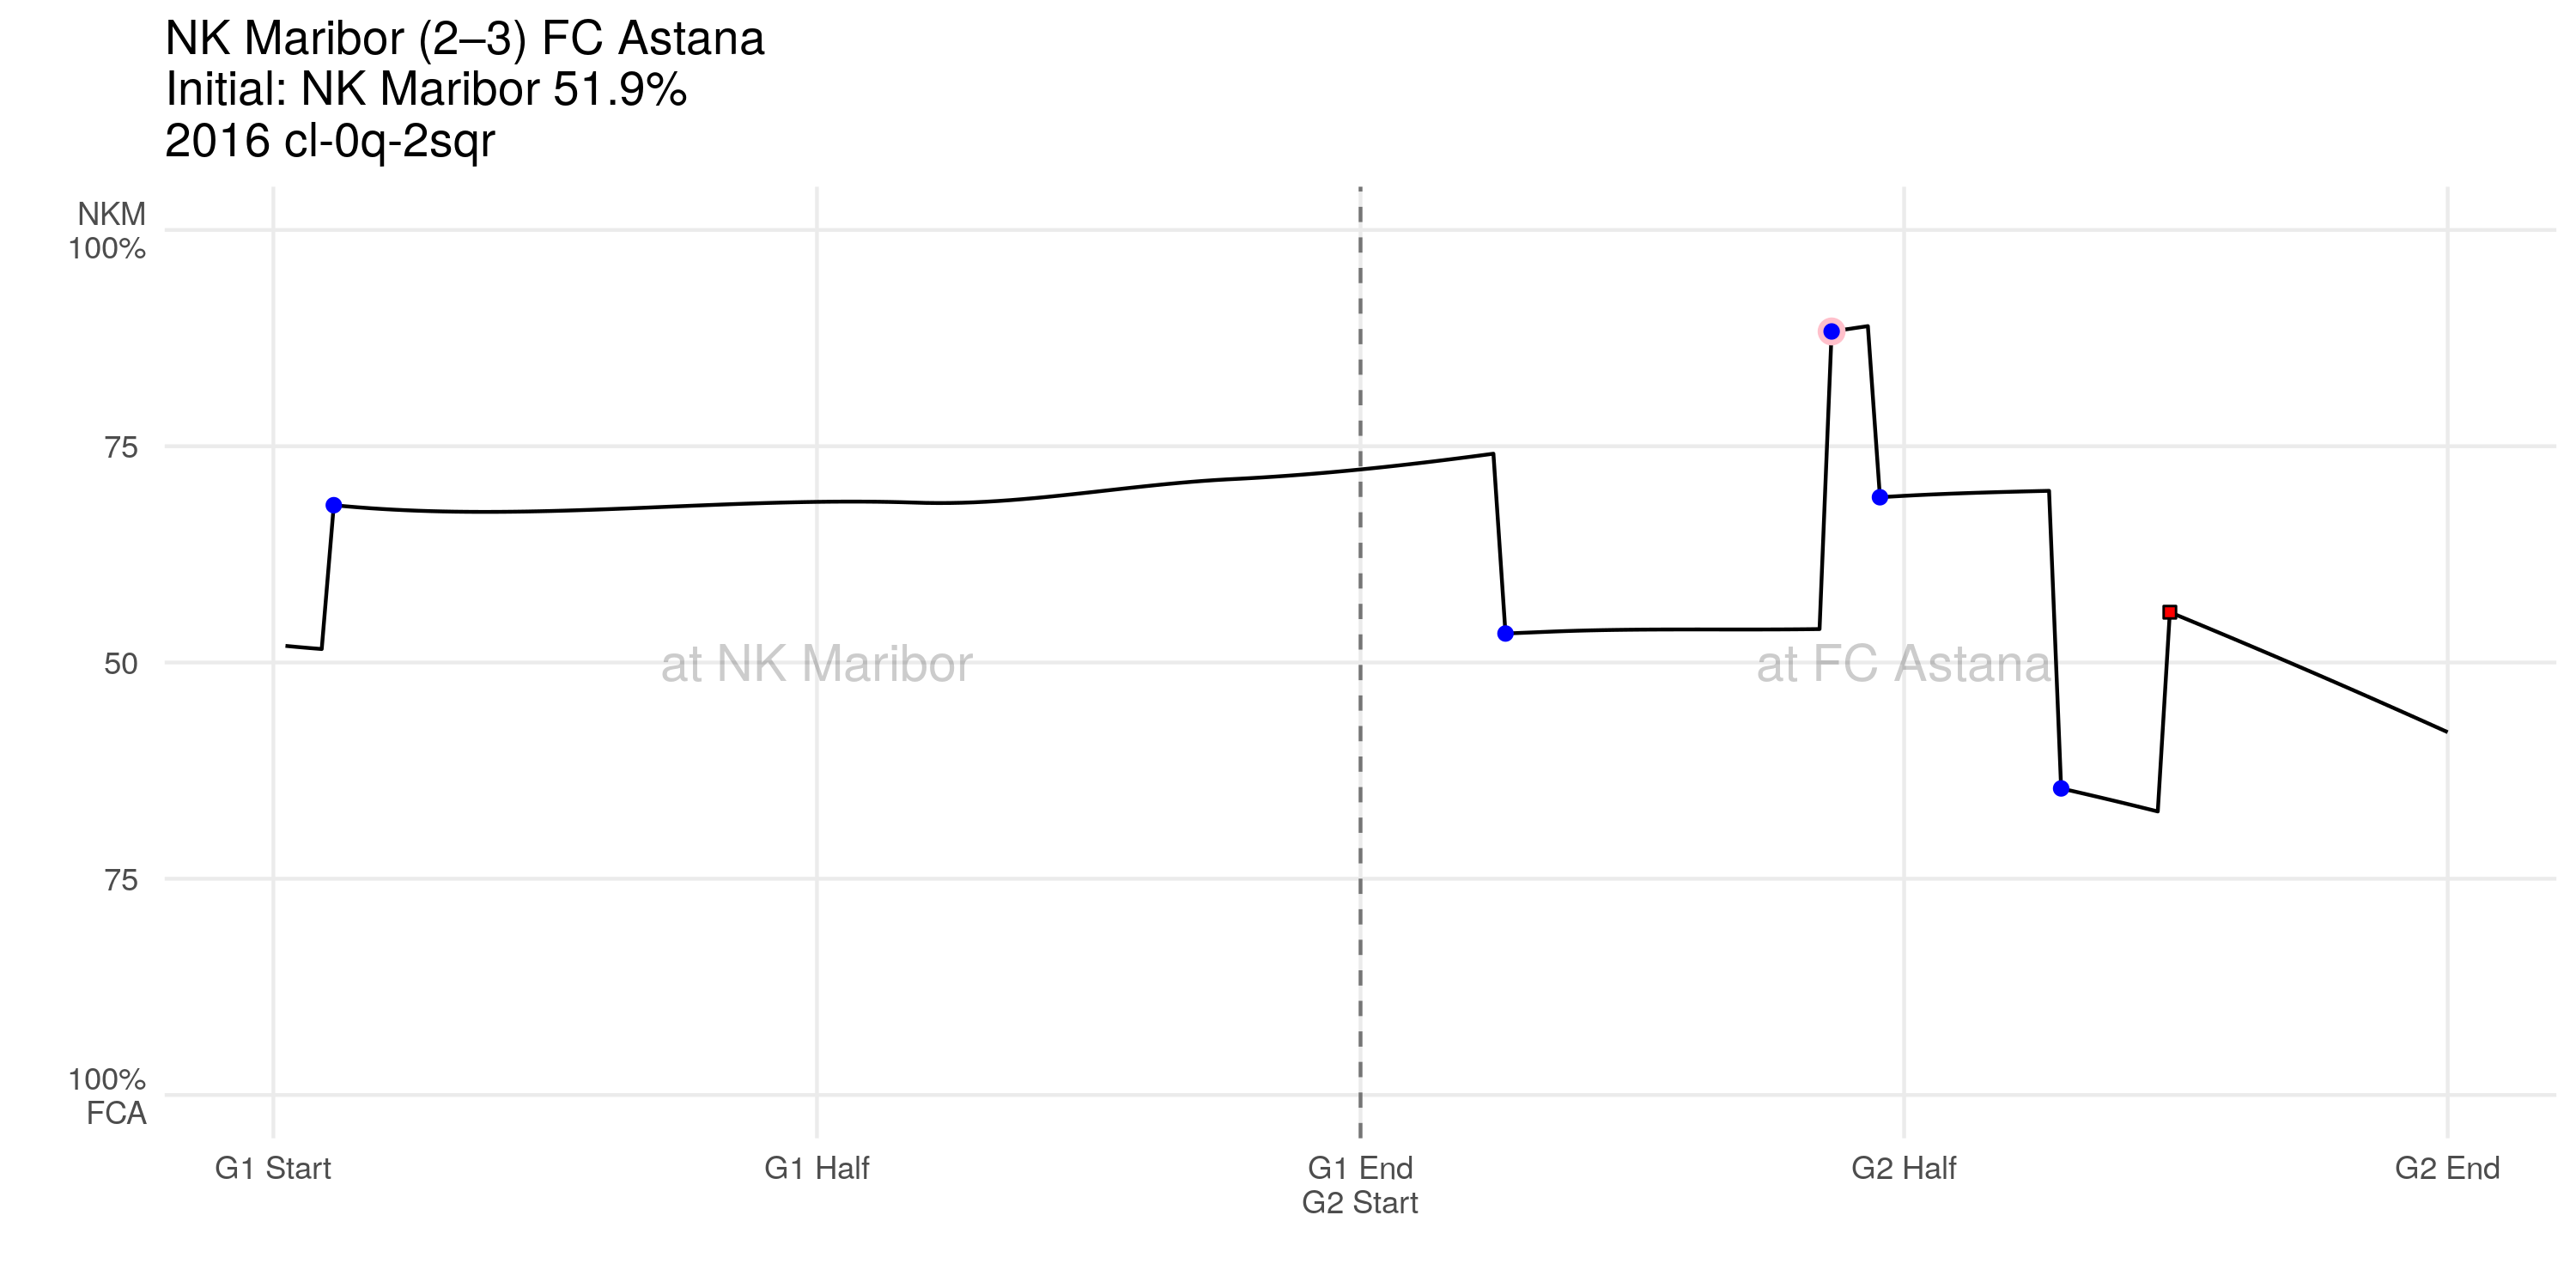 NK Maribor (2–3) FC Astana
Initial: NK Maribor 51.9%
2016 cl-0q-2sqr
NKM
100%
75
50
75
100%
FCA
at NK Maribor
at FC Astana
G1 Start
G1 Half
G1 End
G2 Start
G2 Half
G2 End